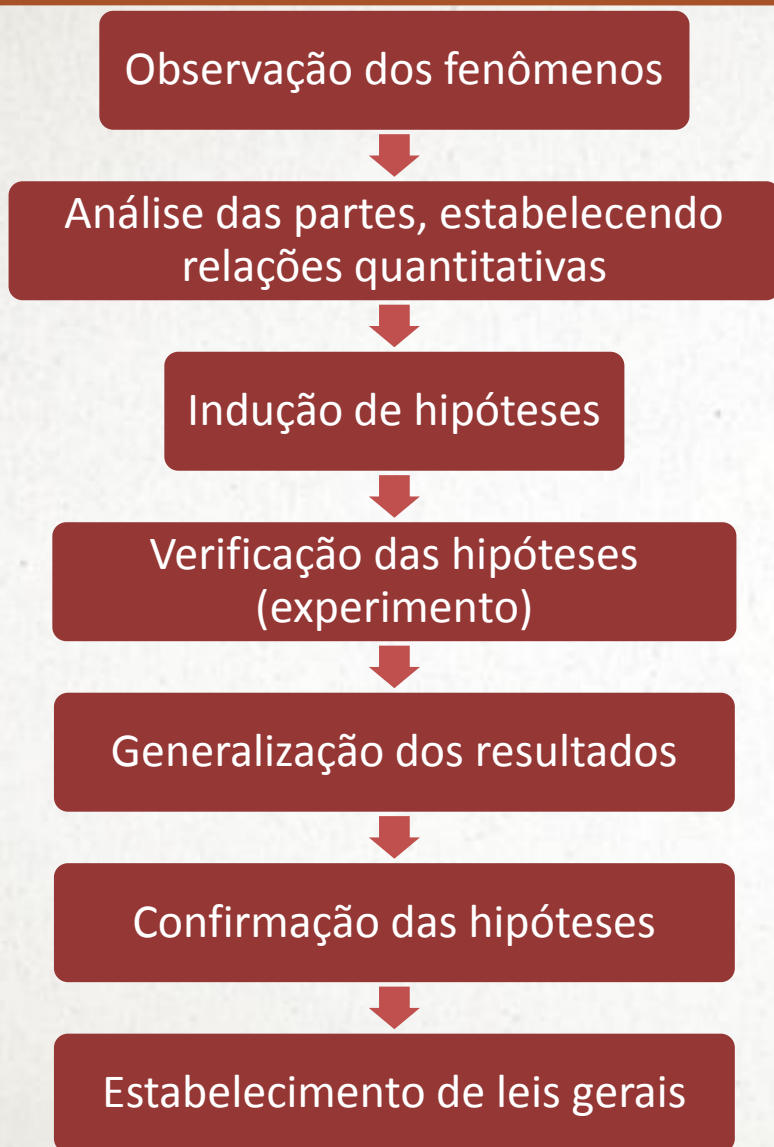 Observação dos fenômenos
Análise das partes, estabelecendo
relações quantitativas
Indução de hipóteses
Verificação das hipóteses
(experimento)
Generalização dos resultados
Confirmação das hipóteses
Estabelecimento de leis gerais